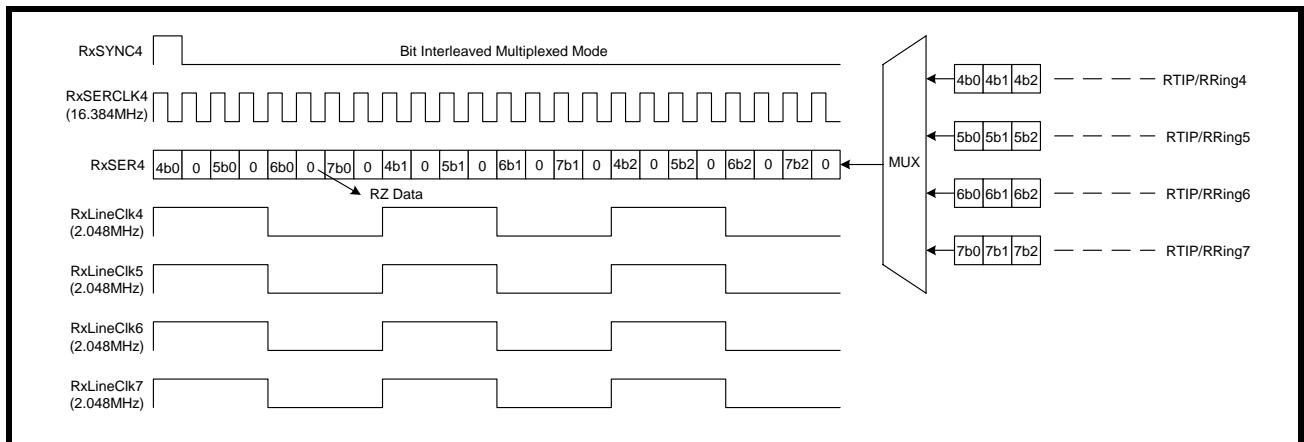 RxSYNC4
Bit Interleaved Multiplexed Mode
RxSERCLK4
(16.384MHz)
RxSER4
4b0 0 5b0 0 6b0 0 7b0 0 4b1 0 5b1 0 6b1 0 7b1 0 4b2 0 5b2 0 6b2 0 7b2 0
RZ Data
RxLineClk4
(2.048MHz)
RxLineClk5
(2.048MHz)
RxLineClk6
(2.048MHz)
RxLineClk7
(2.048MHz)
MUX
4b0 4b1 4b2 RTIP/RRing4
5b0 5b1 5b2 RTIP/RRing5
6b0 6b1 6b2 RTIP/RRing6
7b0 7b1 7b2 RTIP/RRing7